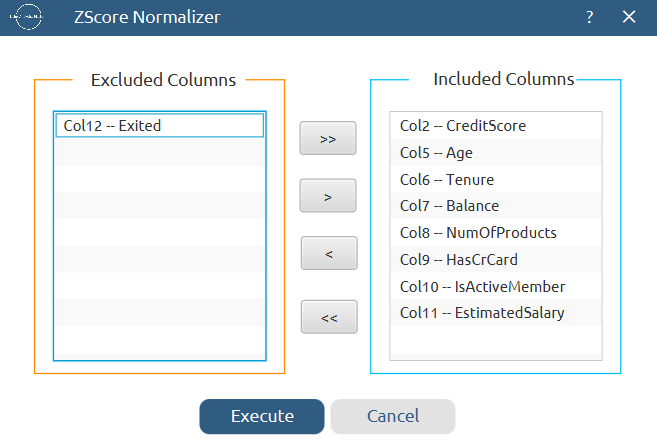 ZScore Normalizer
?
Excluded Columns
Included Columns
Col12 -- Exited
Col2 -- CreditScore
Col5 -- Age
Col6 -- Tenure
Col7 -- Balance
Col8 -- NumOfProducts
Col9 -- HasCrCard
Col10 -- IsActiveMember
Col11 -- EstimatedSalary
>>
>
<
<<
Execute
Cancel